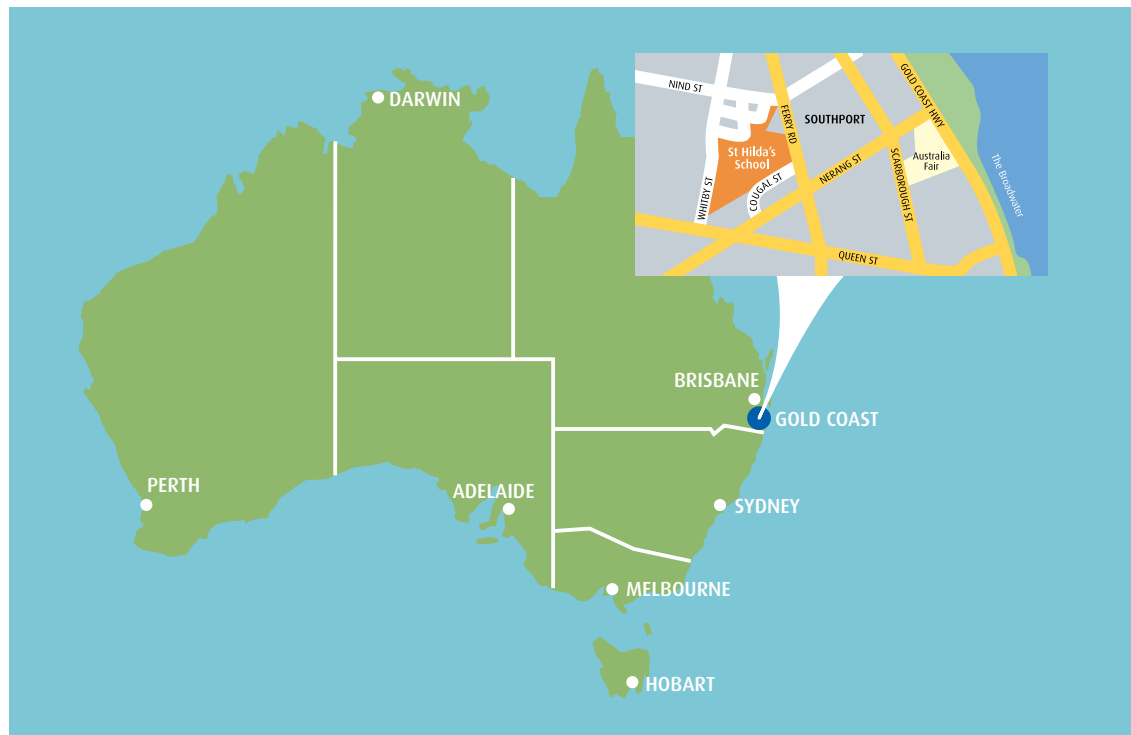 DARWIN
NIND ST
FERRY RD
SOUTHPORT
GOLD COAST HWY
St Hilda's
School
WHITBY ST
COUGAL ST
NERANG ST
SCARBOROUGH ST
Australia
Fair
The Broadwater
QUEEN ST
BRISBANE
GOLD COAST
PERTH
ADELAIDE
SYDNEY
MELBOURNE
HOBART